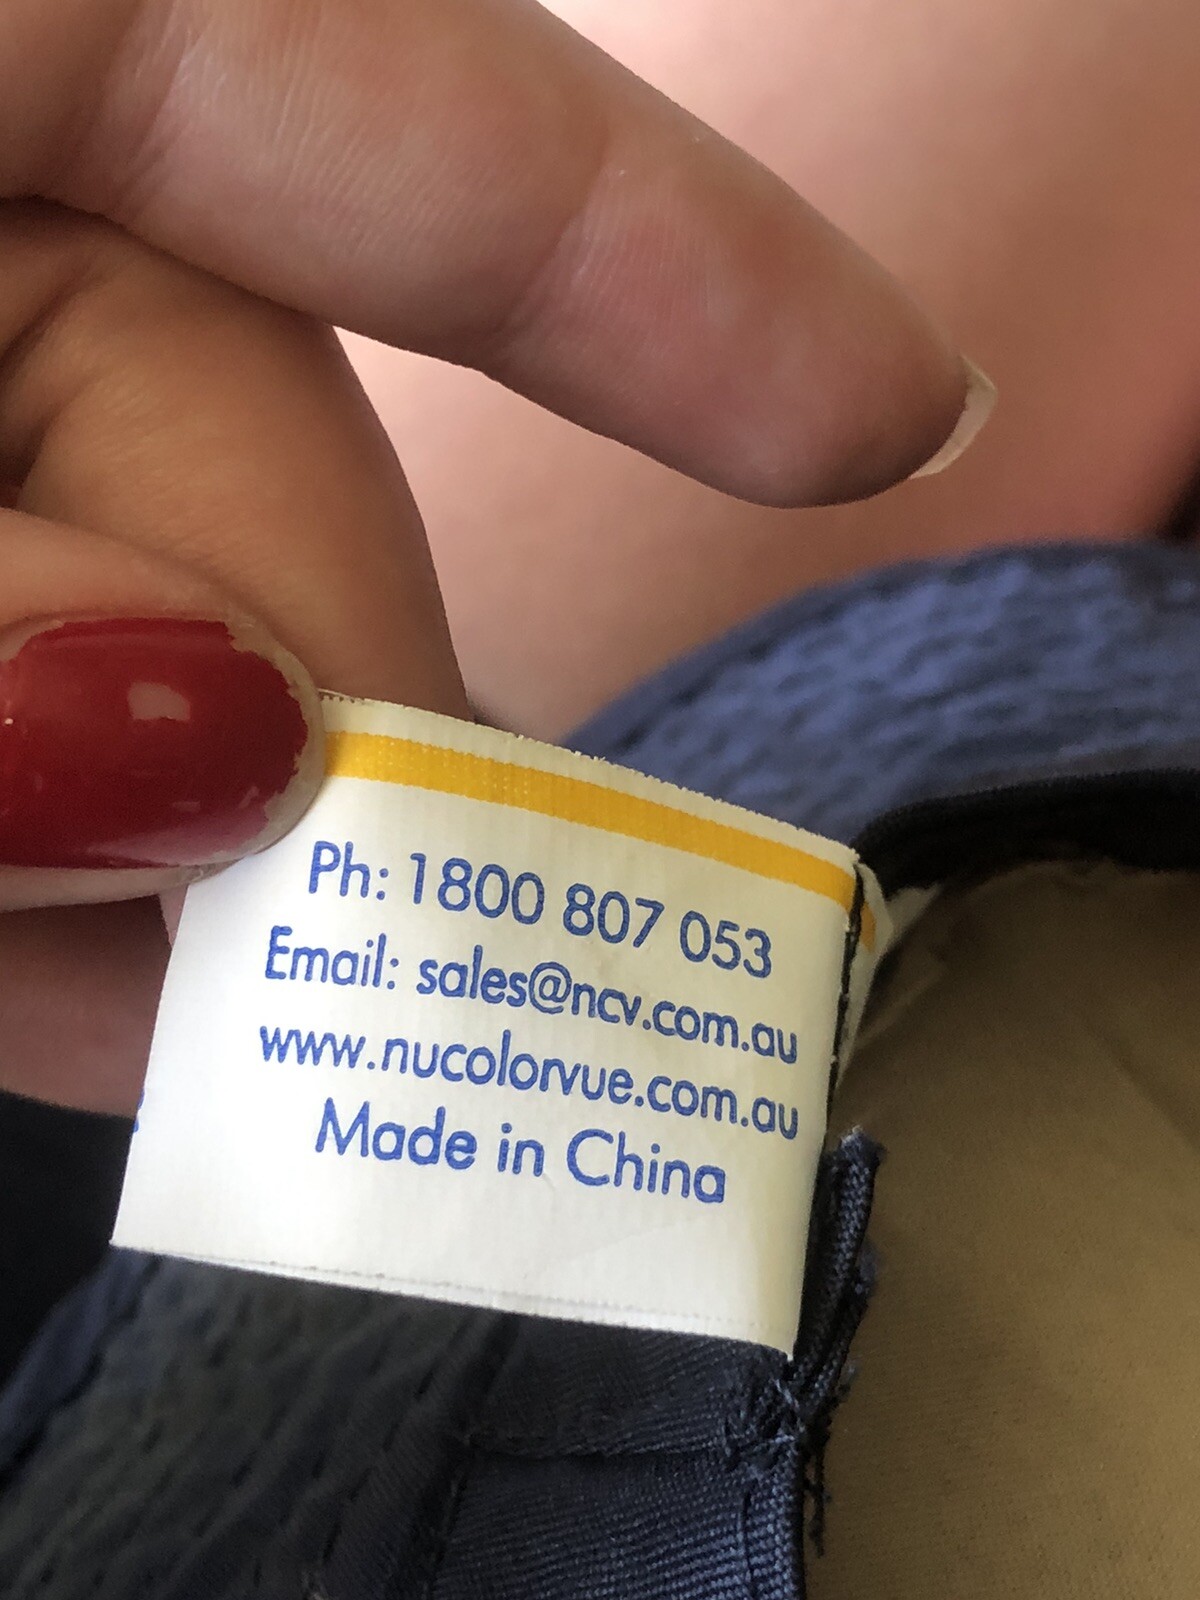 Ph: 1800 807 053
Email: sales@ncv.com.au
www.nucolorvue.com.au
Made in China